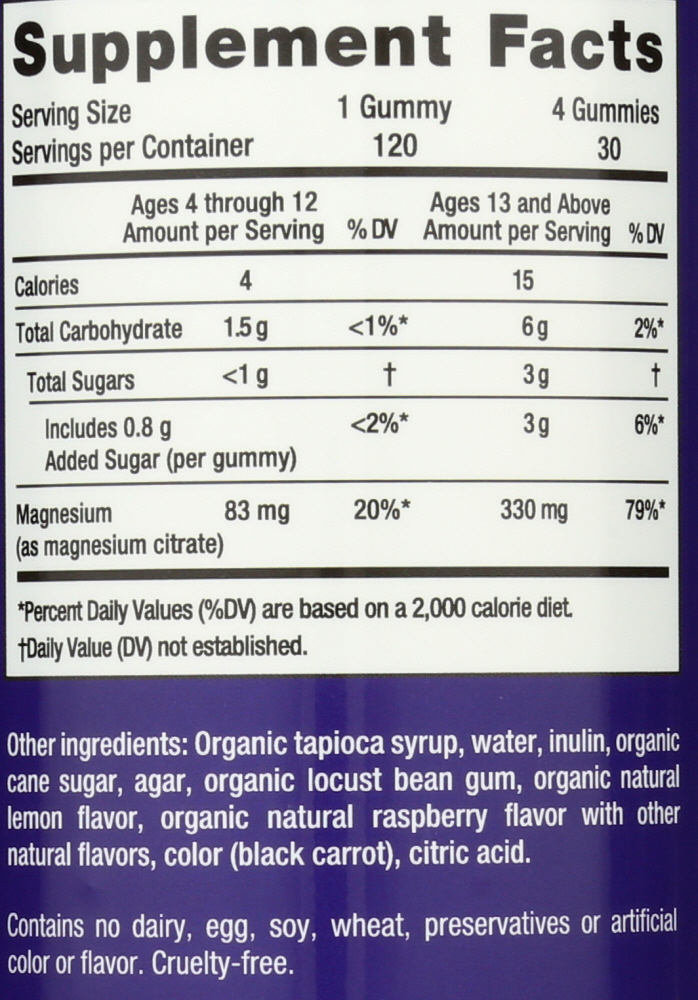 Supplement Facts
Serving Size 1 Gummy 4 Gummies
Servings per Container 120 30
Ages 4 through 12 Ages 13 and Above
Amount per Serving % DV Amount per Serving % DV
Calories 4 15
Total Carbohydrate 1.5 g <1%* 6 g 2%*
Total Sugars <1 g † 3 g †
Includes 0.8 g <2%* 3 g 6%*
Added Sugar (per gummy)
Magnesium 83 mg 20%* 330 mg 79%*
(as magnesium citrate)
*Percent Daily Values (%DV) are based on a 2,000 calorie diet.
†Daily Value (DV) not established.
Other ingredients: Organic tapioca syrup, water, inulin, organic
cane sugar, agar, organic locust bean gum, organic natural
lemon flavor, organic natural raspberry flavor with other
natural flavors, color (black carrot), citric acid.
Contains no dairy, egg, soy, wheat, preservatives or artificial
color or flavor. Cruelty-free.